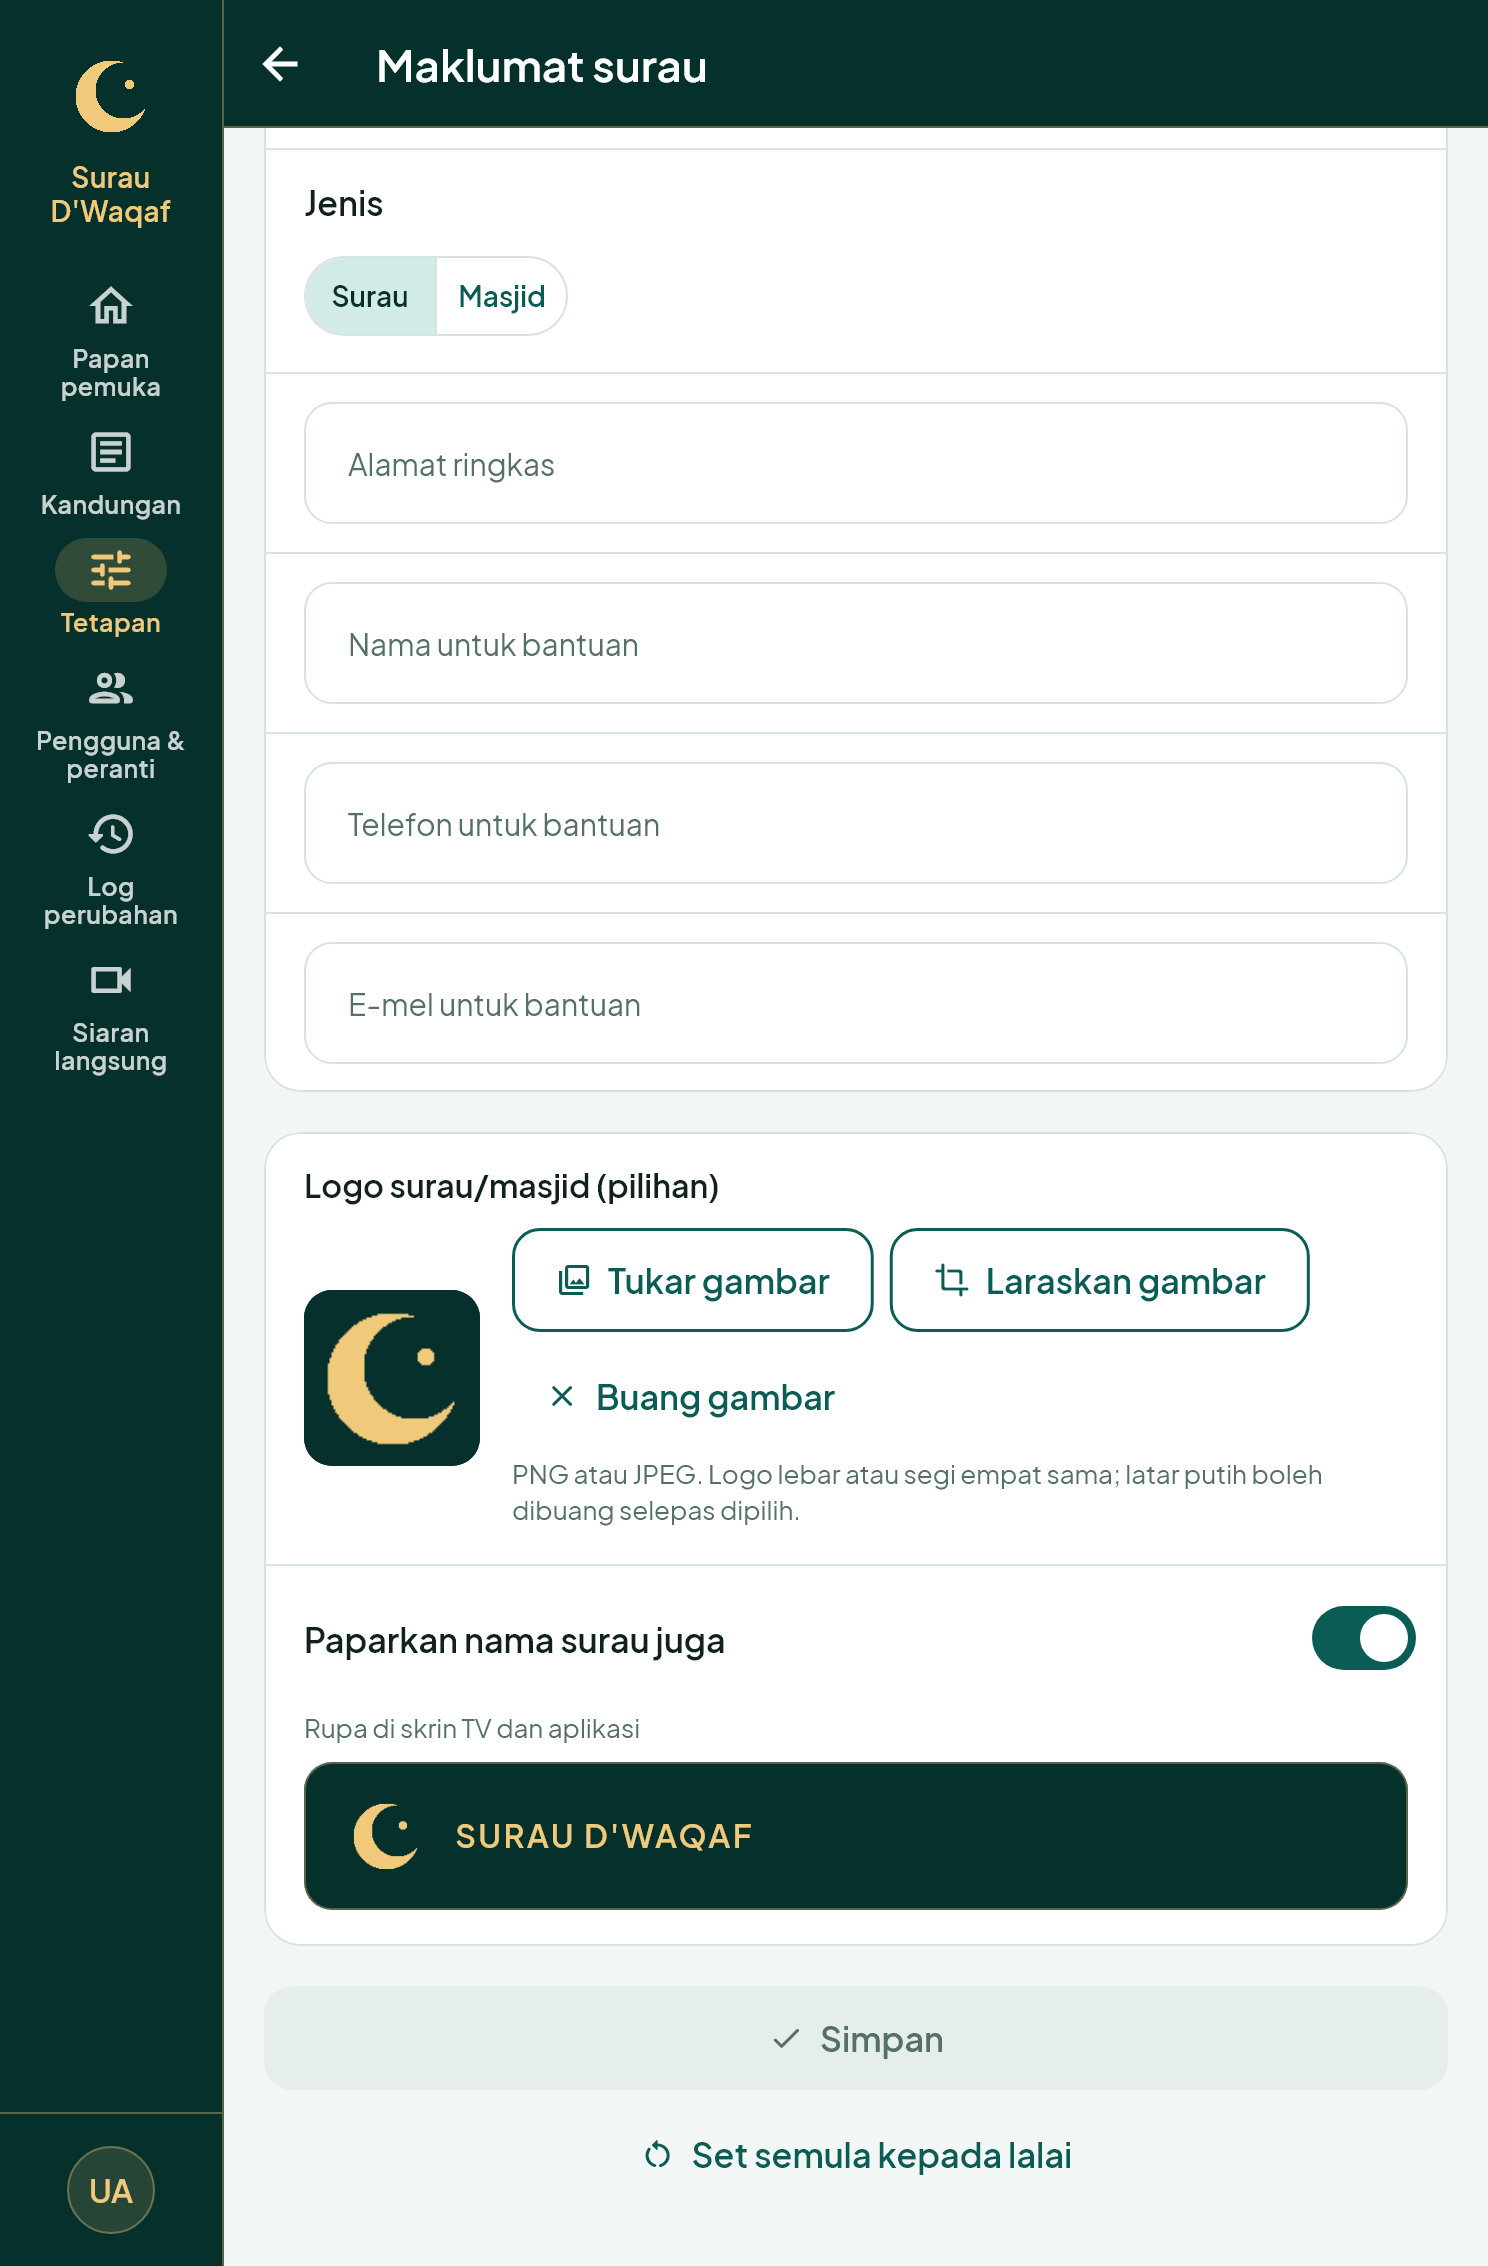 Surau
D'Waqaf
Papan
pemuka
Kandungan
Tetapan
Pengguna &
peranti
Log
perubahan
Siaran
langsung
UA
Maklumat surau
Jenis
Surau
Masjid
Alamat ringkas
Nama untuk bantuan
Telefon untuk bantuan
E-mel untuk bantuan
Logo surau/masjid (pilihan)
Tukar gambar
Laraskan gambar
Buang gambar
PNG atau JPEG. Logo lebar atau segi empat sama; latar putih boleh
dibuang selepas dipilih.
Paparkan nama surau juga
Rupa di skrin TV dan aplikasi
SURAU D'WAQAF
Simpan
Set semula kepada lalai